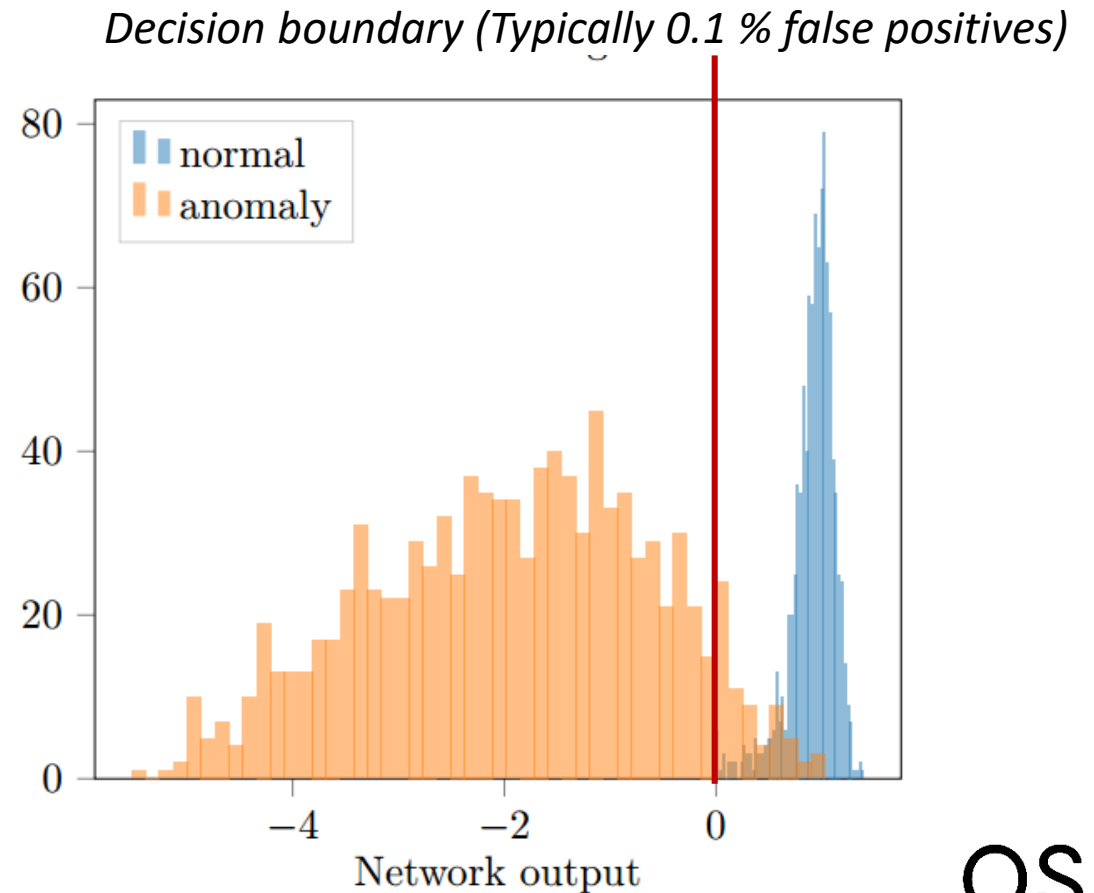 Decision boundary (Typically 0.1 % false positives)
80
normal
anomaly
60
40
20
0
−4 −2 0
Network output
OS